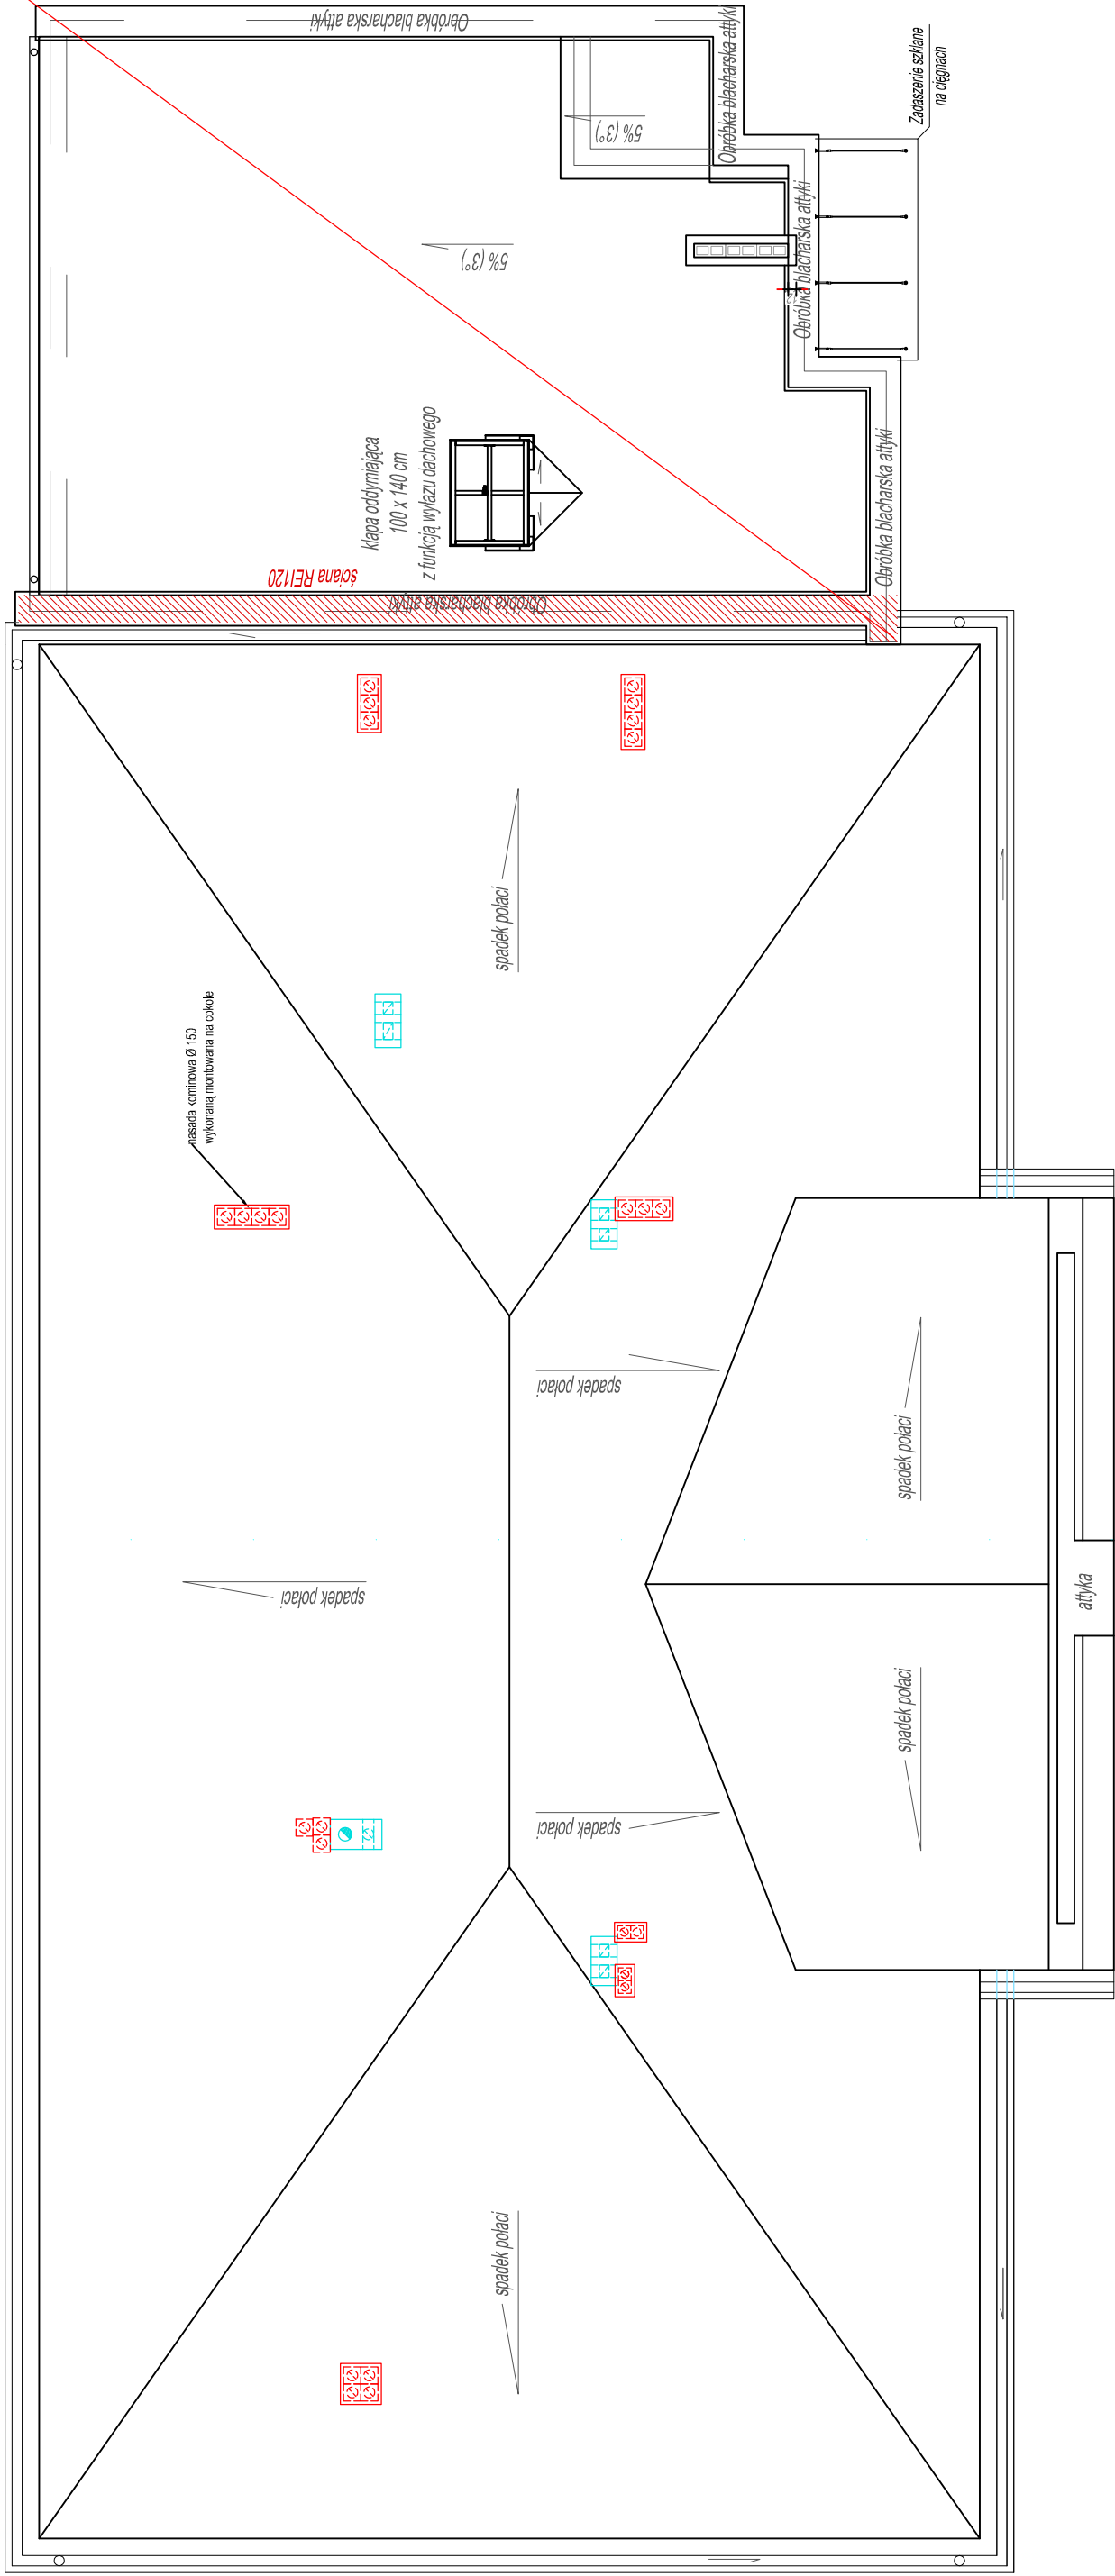 Obróbka blacharska attyki
Obróbka blacharska attyki
Zadaszenie szklane
na cięgnach
5% (3°)
Obróbka blacharska attyki
5% (3°)
klapa oddymiająca
100 x 140 cm
z funkcją wyłazu dachowego
Obróbka blacharska attyki
ściana REI120
Obróbka blacharska attyki
spadek połaci
nasada kominowa Ø 150
wykonaną montowana na cokole
spadek połaci
spadek połaci
spadek połaci
attyka
spadek połaci
spadek połaci
spadek połaci